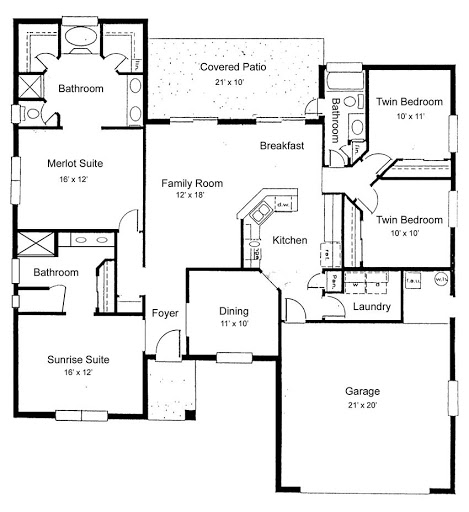 Covered Patio
21' x 10'
Bathroom
Twin Bedroom
10' x 11'
Bathroom
Breakfast
Merlot Suite
16' x 12'
Family Room
12' x 18'
d.w.
Twin Bedroom
10' x 10'
Kitchen
ref.
Bathroom
Pan.
Laundry
w.h.
Foyer
Dining
11' x 10'
Sunrise Suite
16' x 12'
Garage
21' x 20'